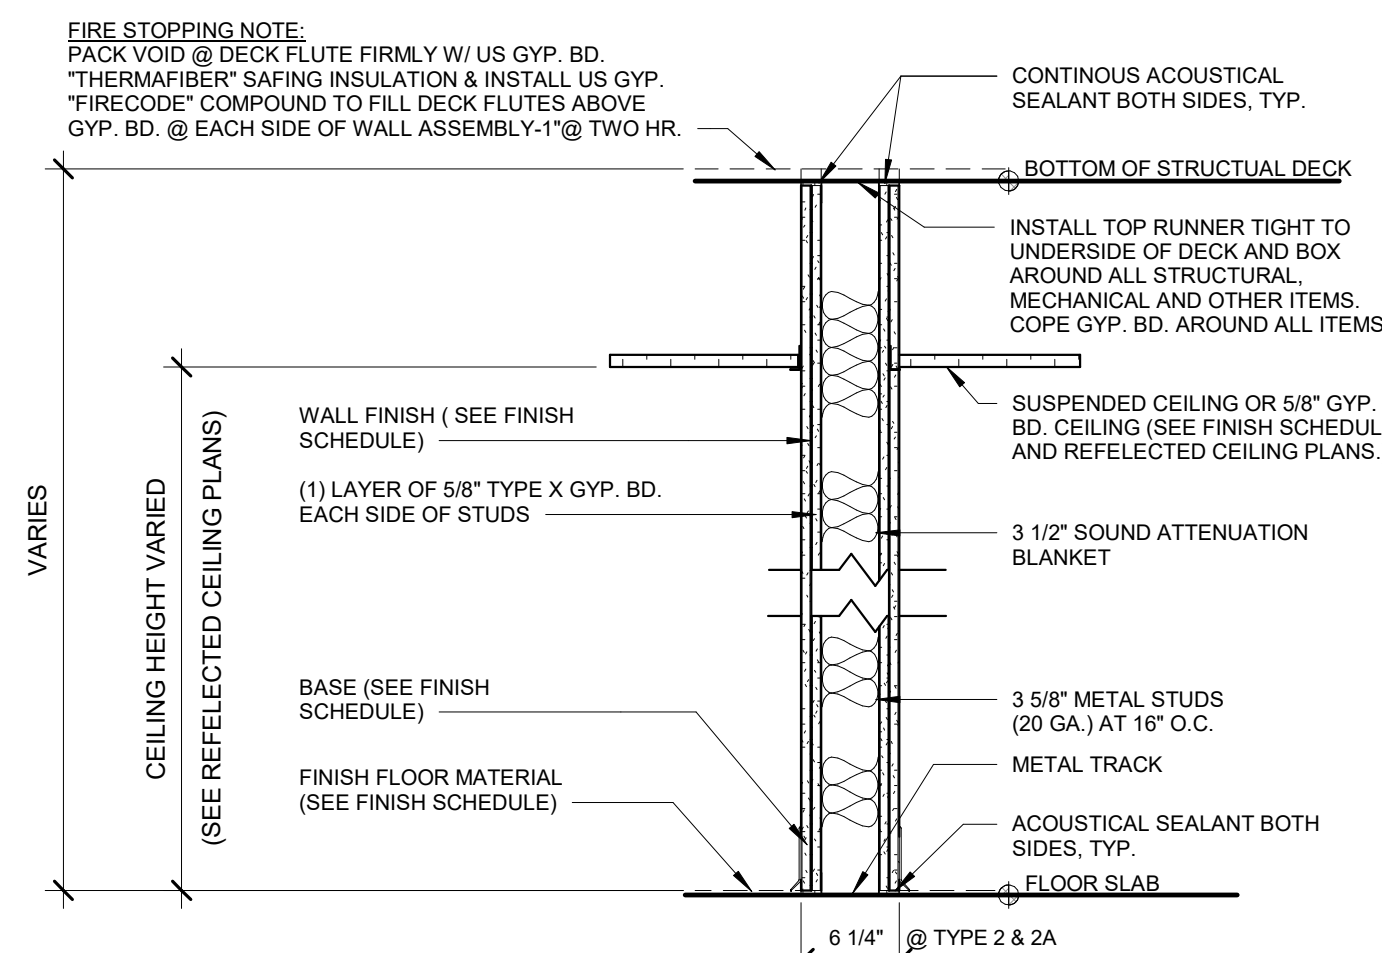 FIRE STOPPING NOTE:
PACK VOID @ DECK FLUTE FIRMLY W/ US GYP. BD.
"THERMAFIBER" SAFING INSULATION & INSTALL US GYP.
"FIRECODE" COMPOUND TO FILL DECK FLUTES ABOVE
GYP. BD. @ EACH SIDE OF WALL ASSEMBLY-1"@ TWO HR.
CONTINOUS ACOUSTICAL
SEALANT BOTH SIDES, TYP.
BOTTOM OF STRUCTUAL DECK
INSTALL TOP RUNNER TIGHT TO
UNDERSIDE OF DECK AND BOX
AROUND ALL STRUCTURAL,
MECHANICAL AND OTHER ITEMS.
COPE GYP. BD. AROUND ALL ITEMS
SUSPENDED CEILING OR 5/8" GYP.
BD. CEILING (SEE FINISH SCHEDUL
AND REFELECTED CEILING PLANS.
WALL FINISH ( SEE FINISH
SCHEDULE)
(1) LAYER OF 5/8" TYPE X GYP. BD.
EACH SIDE OF STUDS
3 1/2" SOUND ATTENUATION
BLANKET
VARIES
CEILING HEIGHT VARIED
(SEE REFELECTED CEILING PLANS)
BASE (SEE FINISH
SCHEDULE)
3 5/8" METAL STUDS
(20 GA.) AT 16" O.C.
METAL TRACK
FINISH FLOOR MATERIAL
(SEE FINISH SCHEDULE)
ACOUSTICAL SEALANT BOTH
SIDES, TYP.
FLOOR SLAB
6 1/4" @ TYPE 2 & 2A